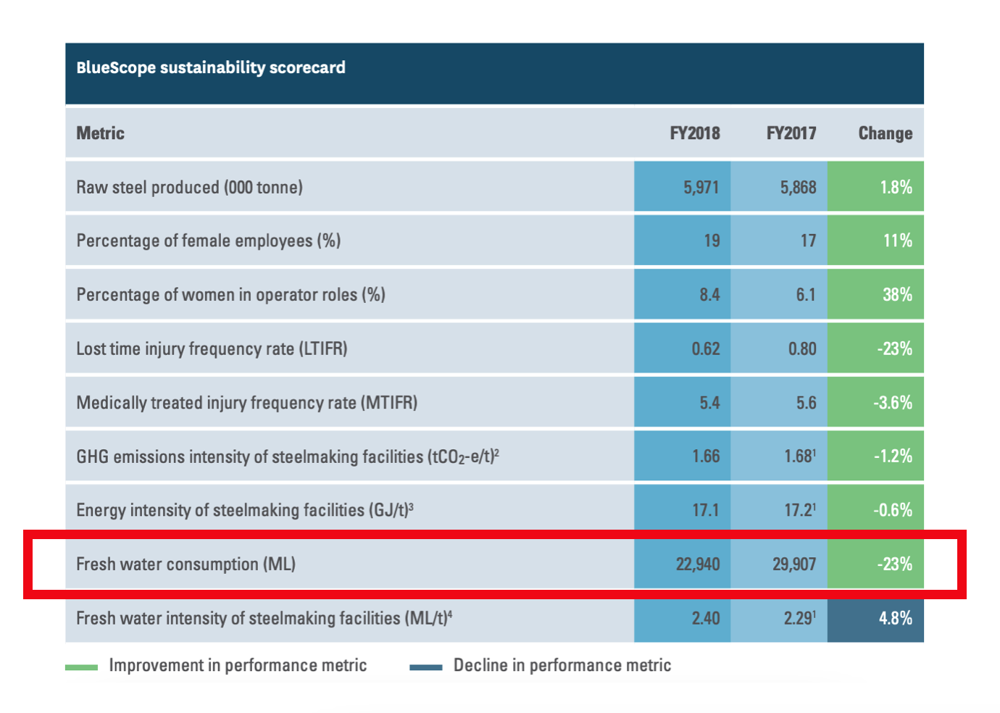 BlueScope sustainability scorecard
Metric FY2018 FY2017 Change
Raw steel produced (000 tonne) 5,971 5,868 1.8%
Percentage of female employees (%) 19 17 11%
Percentage of women in operator roles (%) 8.4 6.1 38%
Lost time injury frequency rate (LTIFR) 0.62 0.80 -23%
Medically treated injury frequency rate (MTIFR) 5.4 5.6 -3.6%
GHG emissions intensity of steelmaking facilities (tCO₂-e/t)² 1.66 1.68¹ -1.2%
Energy intensity of steelmaking facilities (GJ/t)³ 17.1 17.2¹ -0.6%
Fresh water consumption (ML) 22,940 29,907 -23%
Fresh water intensity of steelmaking facilities (ML/t)⁴ 2.40 2.29¹ 4.8%
Improvement in performance metric Decline in performance metric